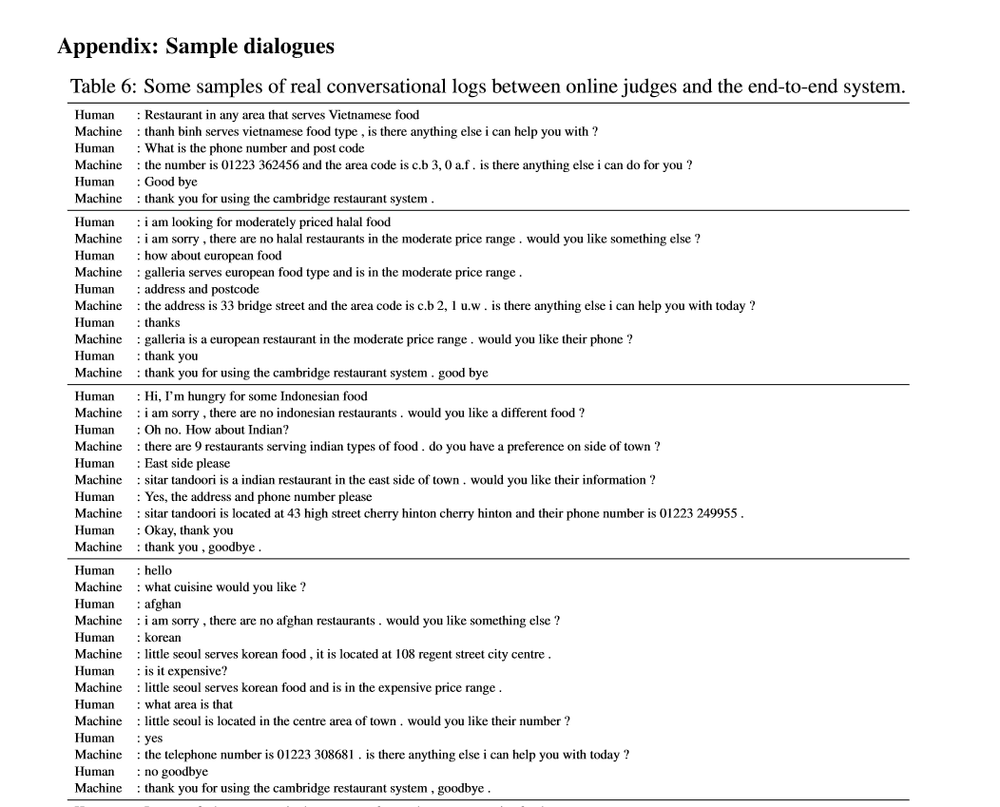 Appendix: Sample dialogues
Table 6: Some samples of real conversational logs between online judges and the end-to-end system.
Human : Restaurant in any area that serves Vietnamese food
Machine : thanh binh serves vietnamese food type , is there anything else i can help you with ?
Human : What is the phone number and post code
Machine : the number is 01223 362456 and the area code is c.b 3, 0 a.f . is there anything else i can do for you ?
Human : Good bye
Machine : thank you for using the cambridge restaurant system .
Human : i am looking for moderately priced halal food
Machine : i am sorry , there are no halal restaurants in the moderate price range . would you like something else ?
Human : how about european food
Machine : galleria serves european food type and is in the moderate price range .
Human : address and postcode
Machine : the address is 33 bridge street and the area code is c.b 2, 1 u.w . is there anything else i can help you with today ?
Human : thanks
Machine : galleria is a european restaurant in the moderate price range . would you like their phone ?
Human : thank you
Machine : thank you for using the cambridge restaurant system . good bye
Human : Hi, I'm hungry for some Indonesian food
Machine : i am sorry , there are no indonesian restaurants . would you like a different food ?
Human : Oh no. How about Indian?
Machine : there are 9 restaurants serving indian types of food . do you have a preference on side of town ?
Human : East side please
Machine : sitar tandoori is a indian restaurant in the east side of town . would you like their information ?
Human : Yes, the address and phone number please
Machine : sitar tandoori is located at 43 high street cherry hinton cherry hinton and their phone number is 01223 249955 .
Human : Okay, thank you
Machine : thank you , goodbye .
Human : hello
Machine : what cuisine would you like ?
Human : afghan
Machine : i am sorry , there are no afghan restaurants . would you like something else ?
Human : korean
Machine : little seoul serves korean food , it is located at 108 regent street city centre .
Human : is it expensive?
Machine : little seoul serves korean food and is in the expensive price range .
Human : what area is that
Machine : little seoul is located in the centre area of town . would you like their number ?
Human : yes
Machine : the telephone number is 01223 308681 . is there anything else i can help you with today ?
Human : no goodbye
Machine : thank you for using the cambridge restaurant system , goodbye .